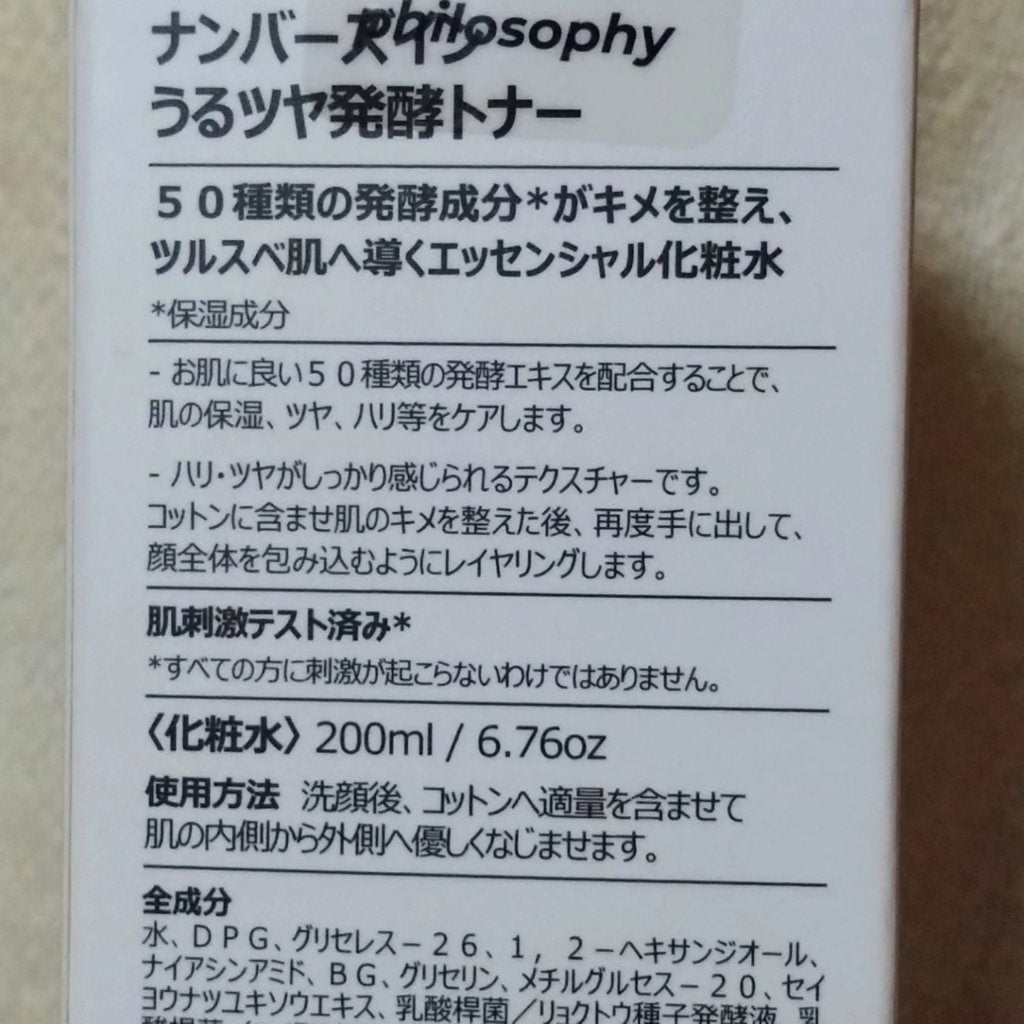 philosophy
ナンバーズイン
うるツヤ発酵トナー
５０種類の発酵成分*がキメを整え、
ツルスベ肌へ導くエッセンシャル化粧水
*保湿成分
- お肌に良い５０種類の発酵エキスを配合することで、
肌の保湿、ツヤ、ハリ等をケアします。
- ハリ・ツヤがしっかり感じられるテクスチャーです。
コットンに含ませ肌のキメを整えた後、再度手に出して、
顔全体を包み込むようにレイヤリングします。
肌刺激テスト済み*
*すべての方に刺激が起こらないわけではありません。
〈化粧水〉 200ml / 6.76oz
使用方法 洗顔後、コットンへ適量を含ませて
肌の内側から外側へ優しくなじませます。
全成分
水、ＤＰＧ、グリセレス－２６、１，２－ヘキサンジオール、
ナイアシンアミド、ＢＧ、グリセリン、メチルグルセス－２０、セイ
ヨウナツユキソウエキス、乳酸桿菌／リョクトウ種子発酵液、乳